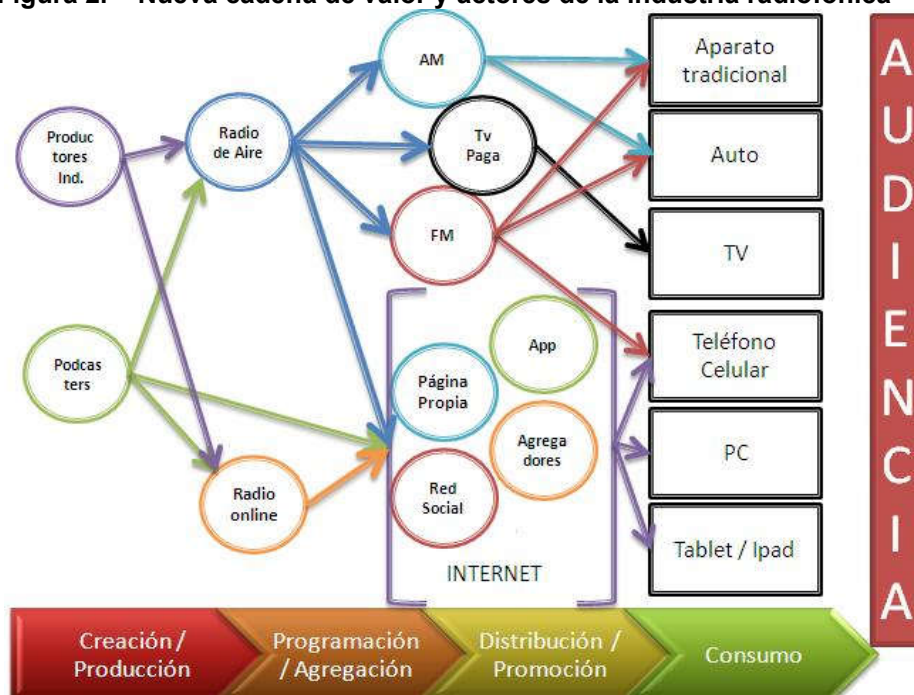 Figura 2. – Nueva cadena de valor y actores de la industria radiofónica
AM
Aparato
tradicional
Produc
tores
Ind.
Radio
de Aire
Tv
Paga
Auto
FM
TV
App
Teléfono
Celular
Podcas
ters
Página
Propia
Agrega
dores
PC
Radio
online
Red
Social
Tablet / Ipad
INTERNET
A
U
D
I
E
N
C
I
A
Creación /
Producción
Programación
/ Agregación
Distribución /
Promoción
Consumo